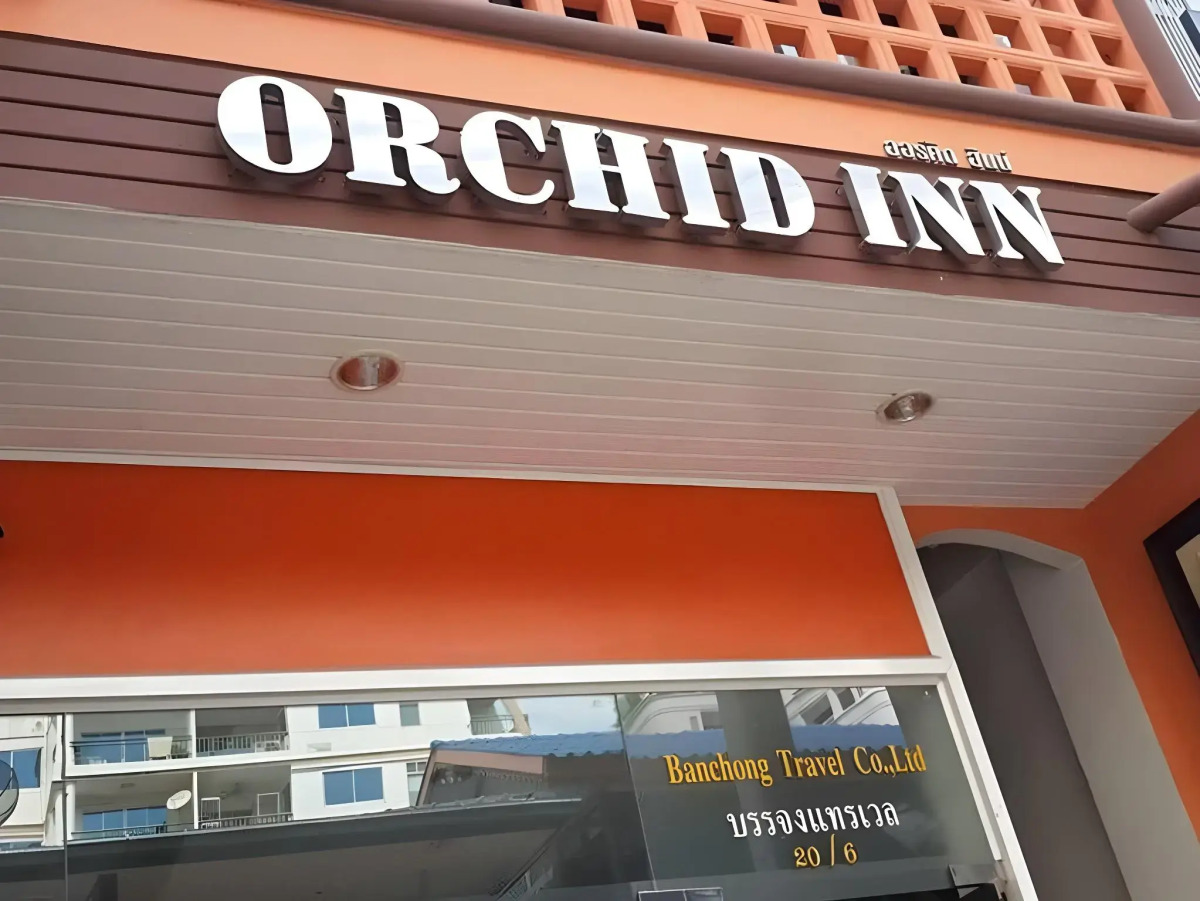 ออร์คิด อินน์
ORCHID INN
Banchong Travel Co.,Ltd
บรรจงแทรเวล
20/6